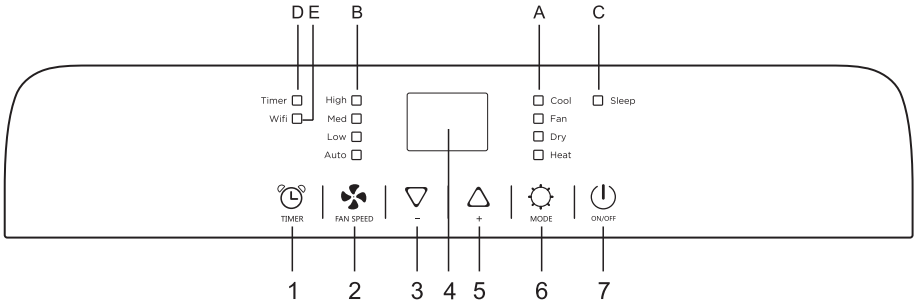 D E B A C
Timer High Cool Sleep
Wifi Med Fan
Low Dry
Auto Heat
TIMER FAN SPEED − + MODE ON/OFF
1 2 3 4 5 6 7